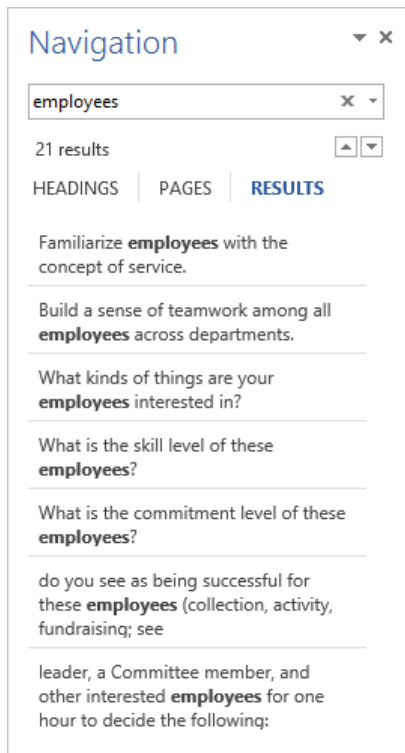 Navigation
employees
21 results
HEADINGS PAGES RESULTS
Familiarize employees with the
concept of service.
Build a sense of teamwork among all
employees across departments.
What kinds of things are your
employees interested in?
What is the skill level of these
employees?
What is the commitment level of these
employees?
do you see as being successful for
these employees (collection, activity,
fundraising; see
leader, a Committee member, and
other interested employees for one
hour to decide the following: